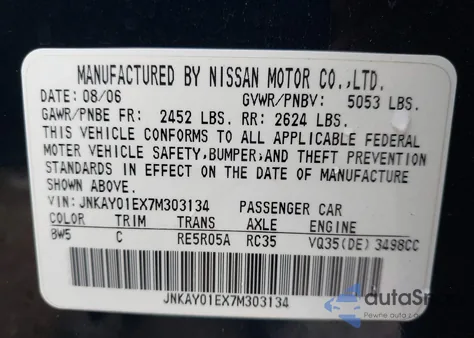 MANUFACTURED BY NISSAN MOTOR CO.,LTD.
DATE: 08/06 GVWR/PNBV: 5053 LBS.
GAWR/PNBE FR: 2452 LBS. RR: 2624 LBS.
THIS VEHICLE CONFORMS TO ALL APPLICABLE FEDERAL
MOTOR VEHICLE SAFETY,BUMPER,AND THEFT PREVENTION
STANDARDS IN EFFECT ON THE DATE OF MANUFACTURE
SHOWN ABOVE.
VIN: JNKAY01EX7M303134 PASSENGER CAR
COLOR TRIM TRANS AXLE ENGINE
BW5 C RE5R05A RC35 VQ35(DE) 3498CC
JNKAY01EX7M303134